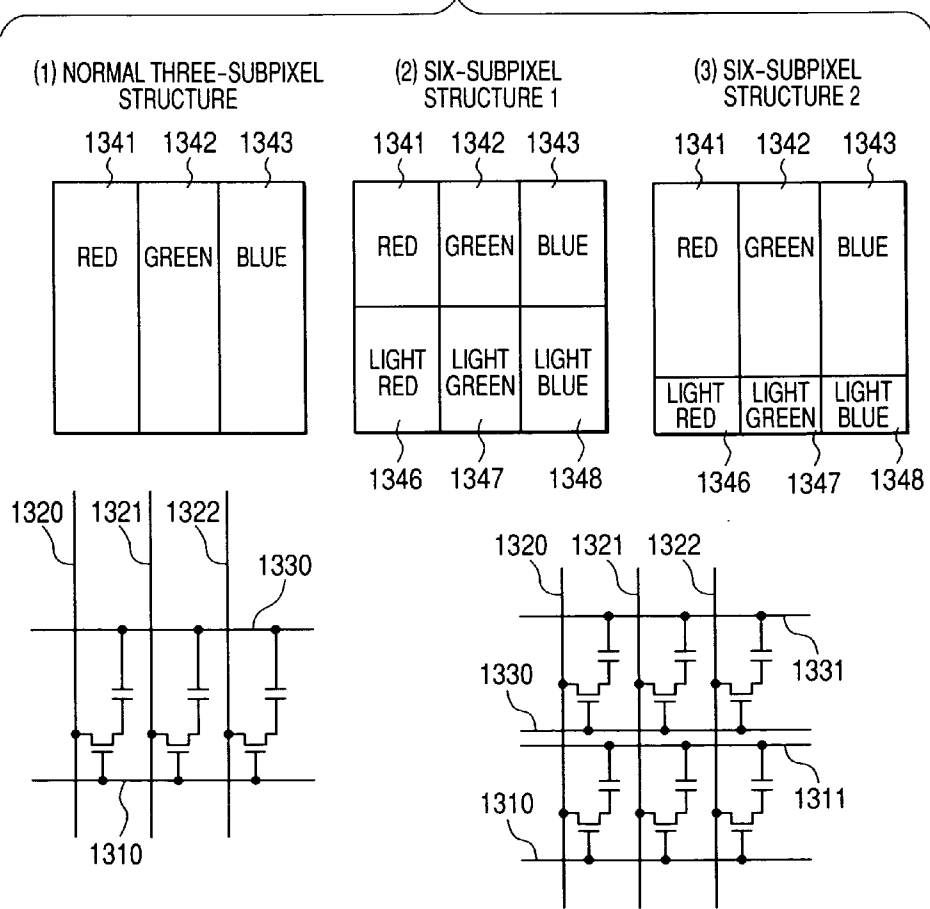 (1) NORMAL THREE-SUBPIXEL
STRUCTURE
(2) SIX-SUBPIXEL
STRUCTURE 1
(3) SIX-SUBPIXEL
STRUCTURE 2
1341 1342 1343
1341 1342 1343
1341 1342 1343
RED GREEN BLUE
RED GREEN BLUE
LIGHT RED
LIGHT GREEN
LIGHT BLUE
RED GREEN BLUE
LIGHT RED
LIGHT GREEN
LIGHT BLUE
1346 1347 1348
1346 1347 1348
1320 1321 1322
1330
1310
1320 1321 1322
1331
1330
1311
1310